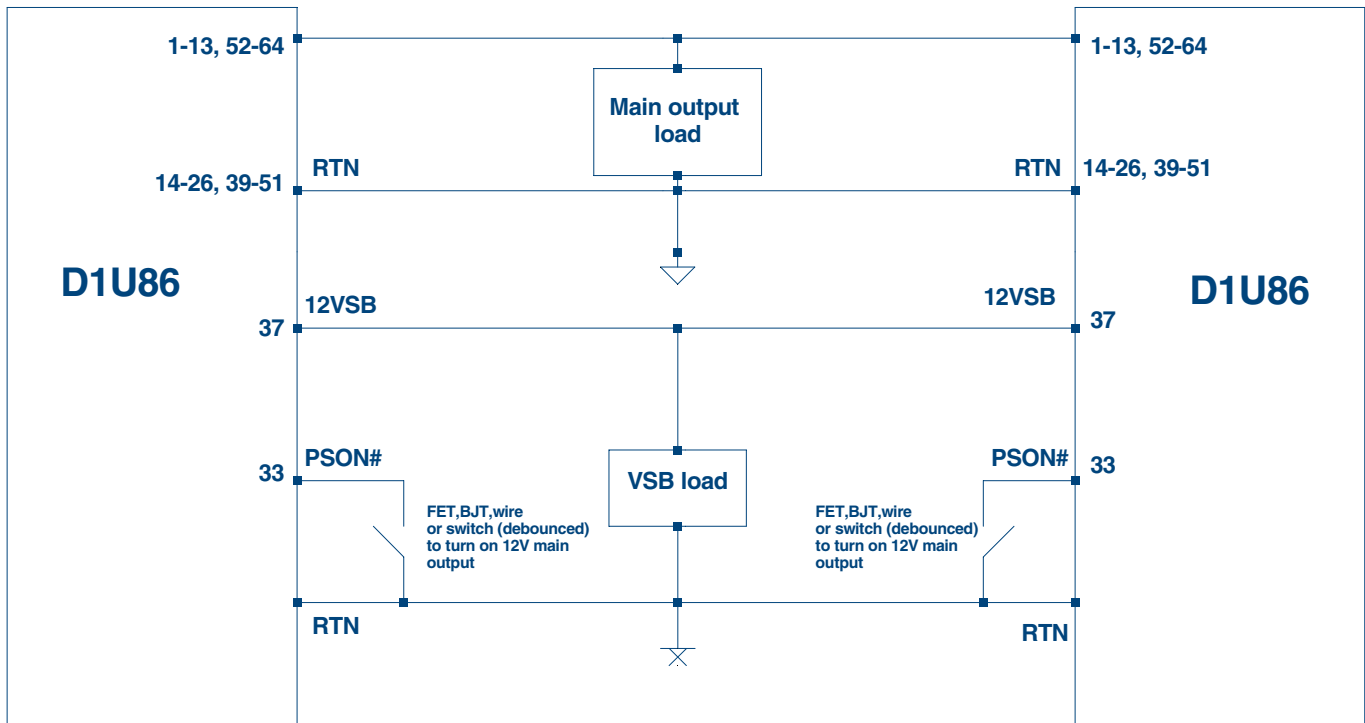 1-13, 52-64
1-13, 52-64
Main output
load
RTN
14-26, 39-51
RTN
14-26, 39-51
D1U86
D1U86
12VSB
12VSB
37
37
PSON#
PSON#
33
33
VSB load
FET,BJT,wire
or switch (debounced)
to turn on 12V main
output
FET,BJT,wire
or switch (debounced)
to turn on 12V main
output
RTN
RTN